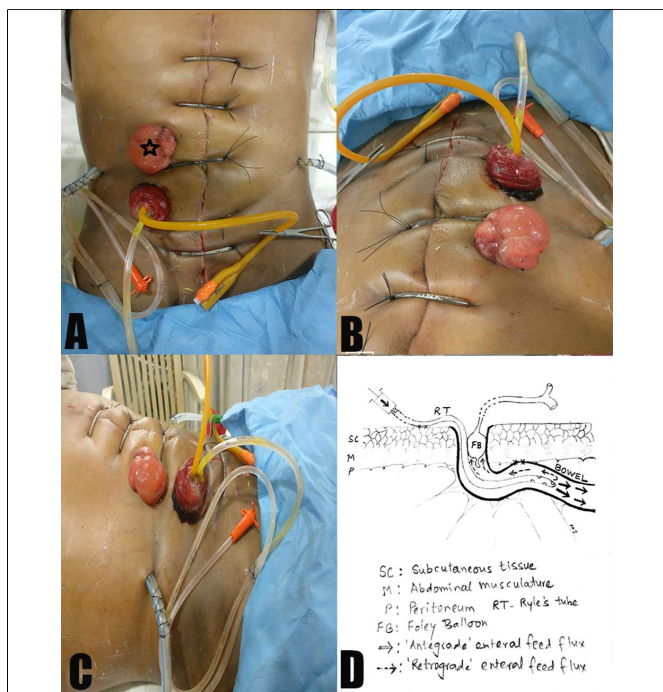 A
B
C
D
RT
SC
FB
M
P
BOWEL
SC: Subcutaneous tissue
M: Abdominal musculature
P: Peritoneum RT- Ryle's tube
FB: Foley Balloon
⇒: 'Antegrade' enteral feed flux
--→: 'Retrograde' enteral feed flux